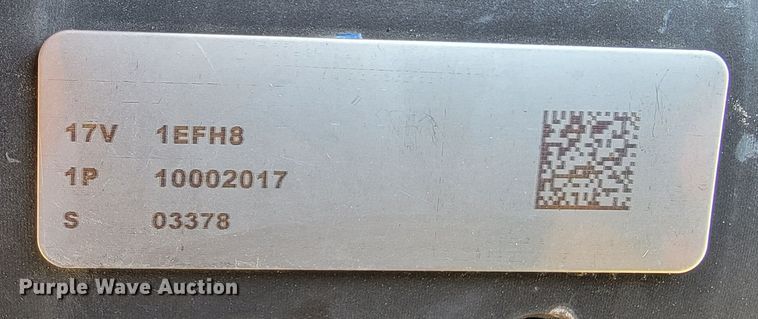 17V 1EFH8
1P 10002017
S 03378
Purple Wave Auction